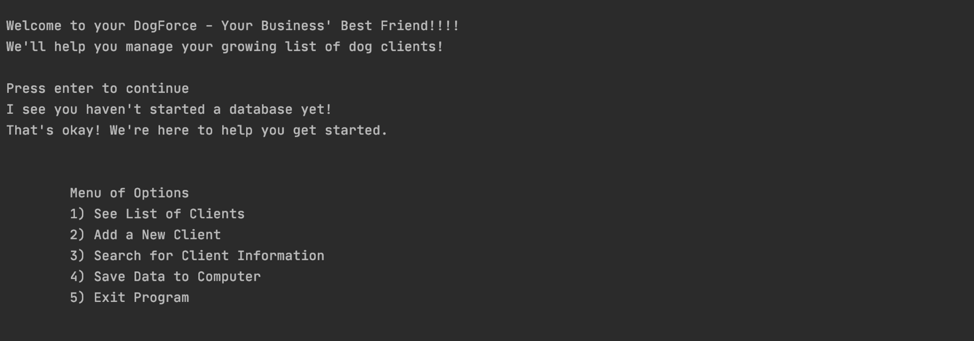 Welcome to your DogForce - Your Business' Best Friend!!!!
We'll help you manage your growing list of dog clients!
Press enter to continue
I see you haven't started a database yet!
That's okay! We're here to help you get started.
Menu of Options
1) See List of Clients
2) Add a New Client
3) Search for Client Information
4) Save Data to Computer
5) Exit Program